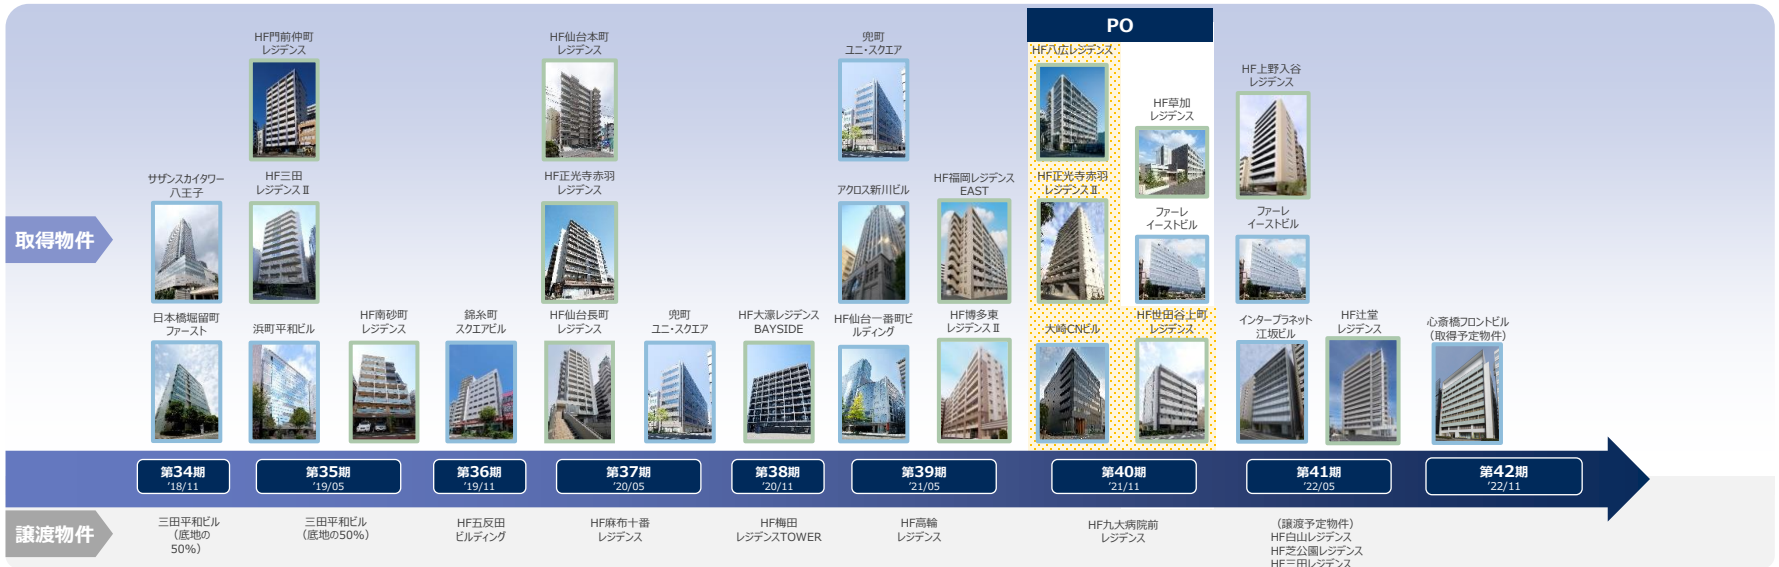 PO
HF門前仲町
レジデンス
HF仙台本町
レジデンス
兜町
ユニ・スクエア
HF八広レジデンス
HF草加
レジデンス
HF上野入谷
レジデンス
取得物件
サザンスカイタワー
八王子
HF三田
レジデンスⅡ
HF正光寺赤羽
レジデンス
アクロス新川ビル
HF福岡レジデンス
EAST
HF正光寺赤羽
レジデンスⅡ
ファーレ
イーストビル
ファーレ
イーストビル
日本橋堀留町
ファースト
浜町平和ビル
HF南砂町
レジデンス
錦糸町
スクエアビル
HF仙台長町
レジデンス
兜町
ユニ・スクエア
HF大濠レジデンス
BAYSIDE
HF仙台一番町ビ
ルディング
HF博多東
レジデンスⅡ
大崎CNビル
HF世田谷上町
レジデンス
インタープラネット
江坂ビル
HF辻堂
レジデンス
心斎橋フロントビル
（取得予定物件）
第34期
'18/11
第35期
'19/05
第36期
'19/11
第37期
'20/05
第38期
'20/11
第39期
'21/05
第40期
'21/11
第41期
'22/05
第42期
'22/11
譲渡物件
三田平和ビル
（底地の
50%）
三田平和ビル
（底地の50%）
HF五反田
ビルディング
HF麻布十番
レジデンス
HF梅田
レジデンスTOWER
HF高輪
レジデンス
HF九大病院前
レジデンス
（譲渡予定物件）
HF白山レジデンス
HF芝公園レジデンス
HF三田レジデンス